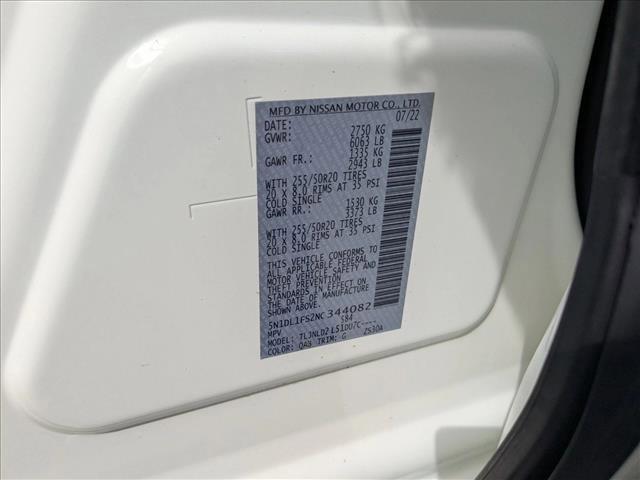 MFD BY NISSAN MOTOR CO., LTD.
DATE: 07/22
GVWR: 2750 KG
6063 LB
GAWR FR.: 1335 KG
2943 LB
WITH 255/50R20 TIRES
20 X 8.0 RIMS AT 35 PSI
COLD SINGLE
GAWR RR.: 1530 KG
3373 LB
WITH 255/50R20 TIRES
20 X 8.0 RIMS AT 35 PSI
COLD SINGLE
THIS VEHICLE CONFORMS TO
ALL APPLICABLE FEDERAL
MOTOR VEHICLE SAFETY AND
THEFT PREVENTION
STANDARDS IN EFFECT ON THE
DATE OF MANUFACTURE
SHOWN ABOVE.
5N1DL1FS2NC344082
MPV S84
MODEL: TLJNLD2 L51DU7C----
COLOR: QAB TRIM: G ZS30A